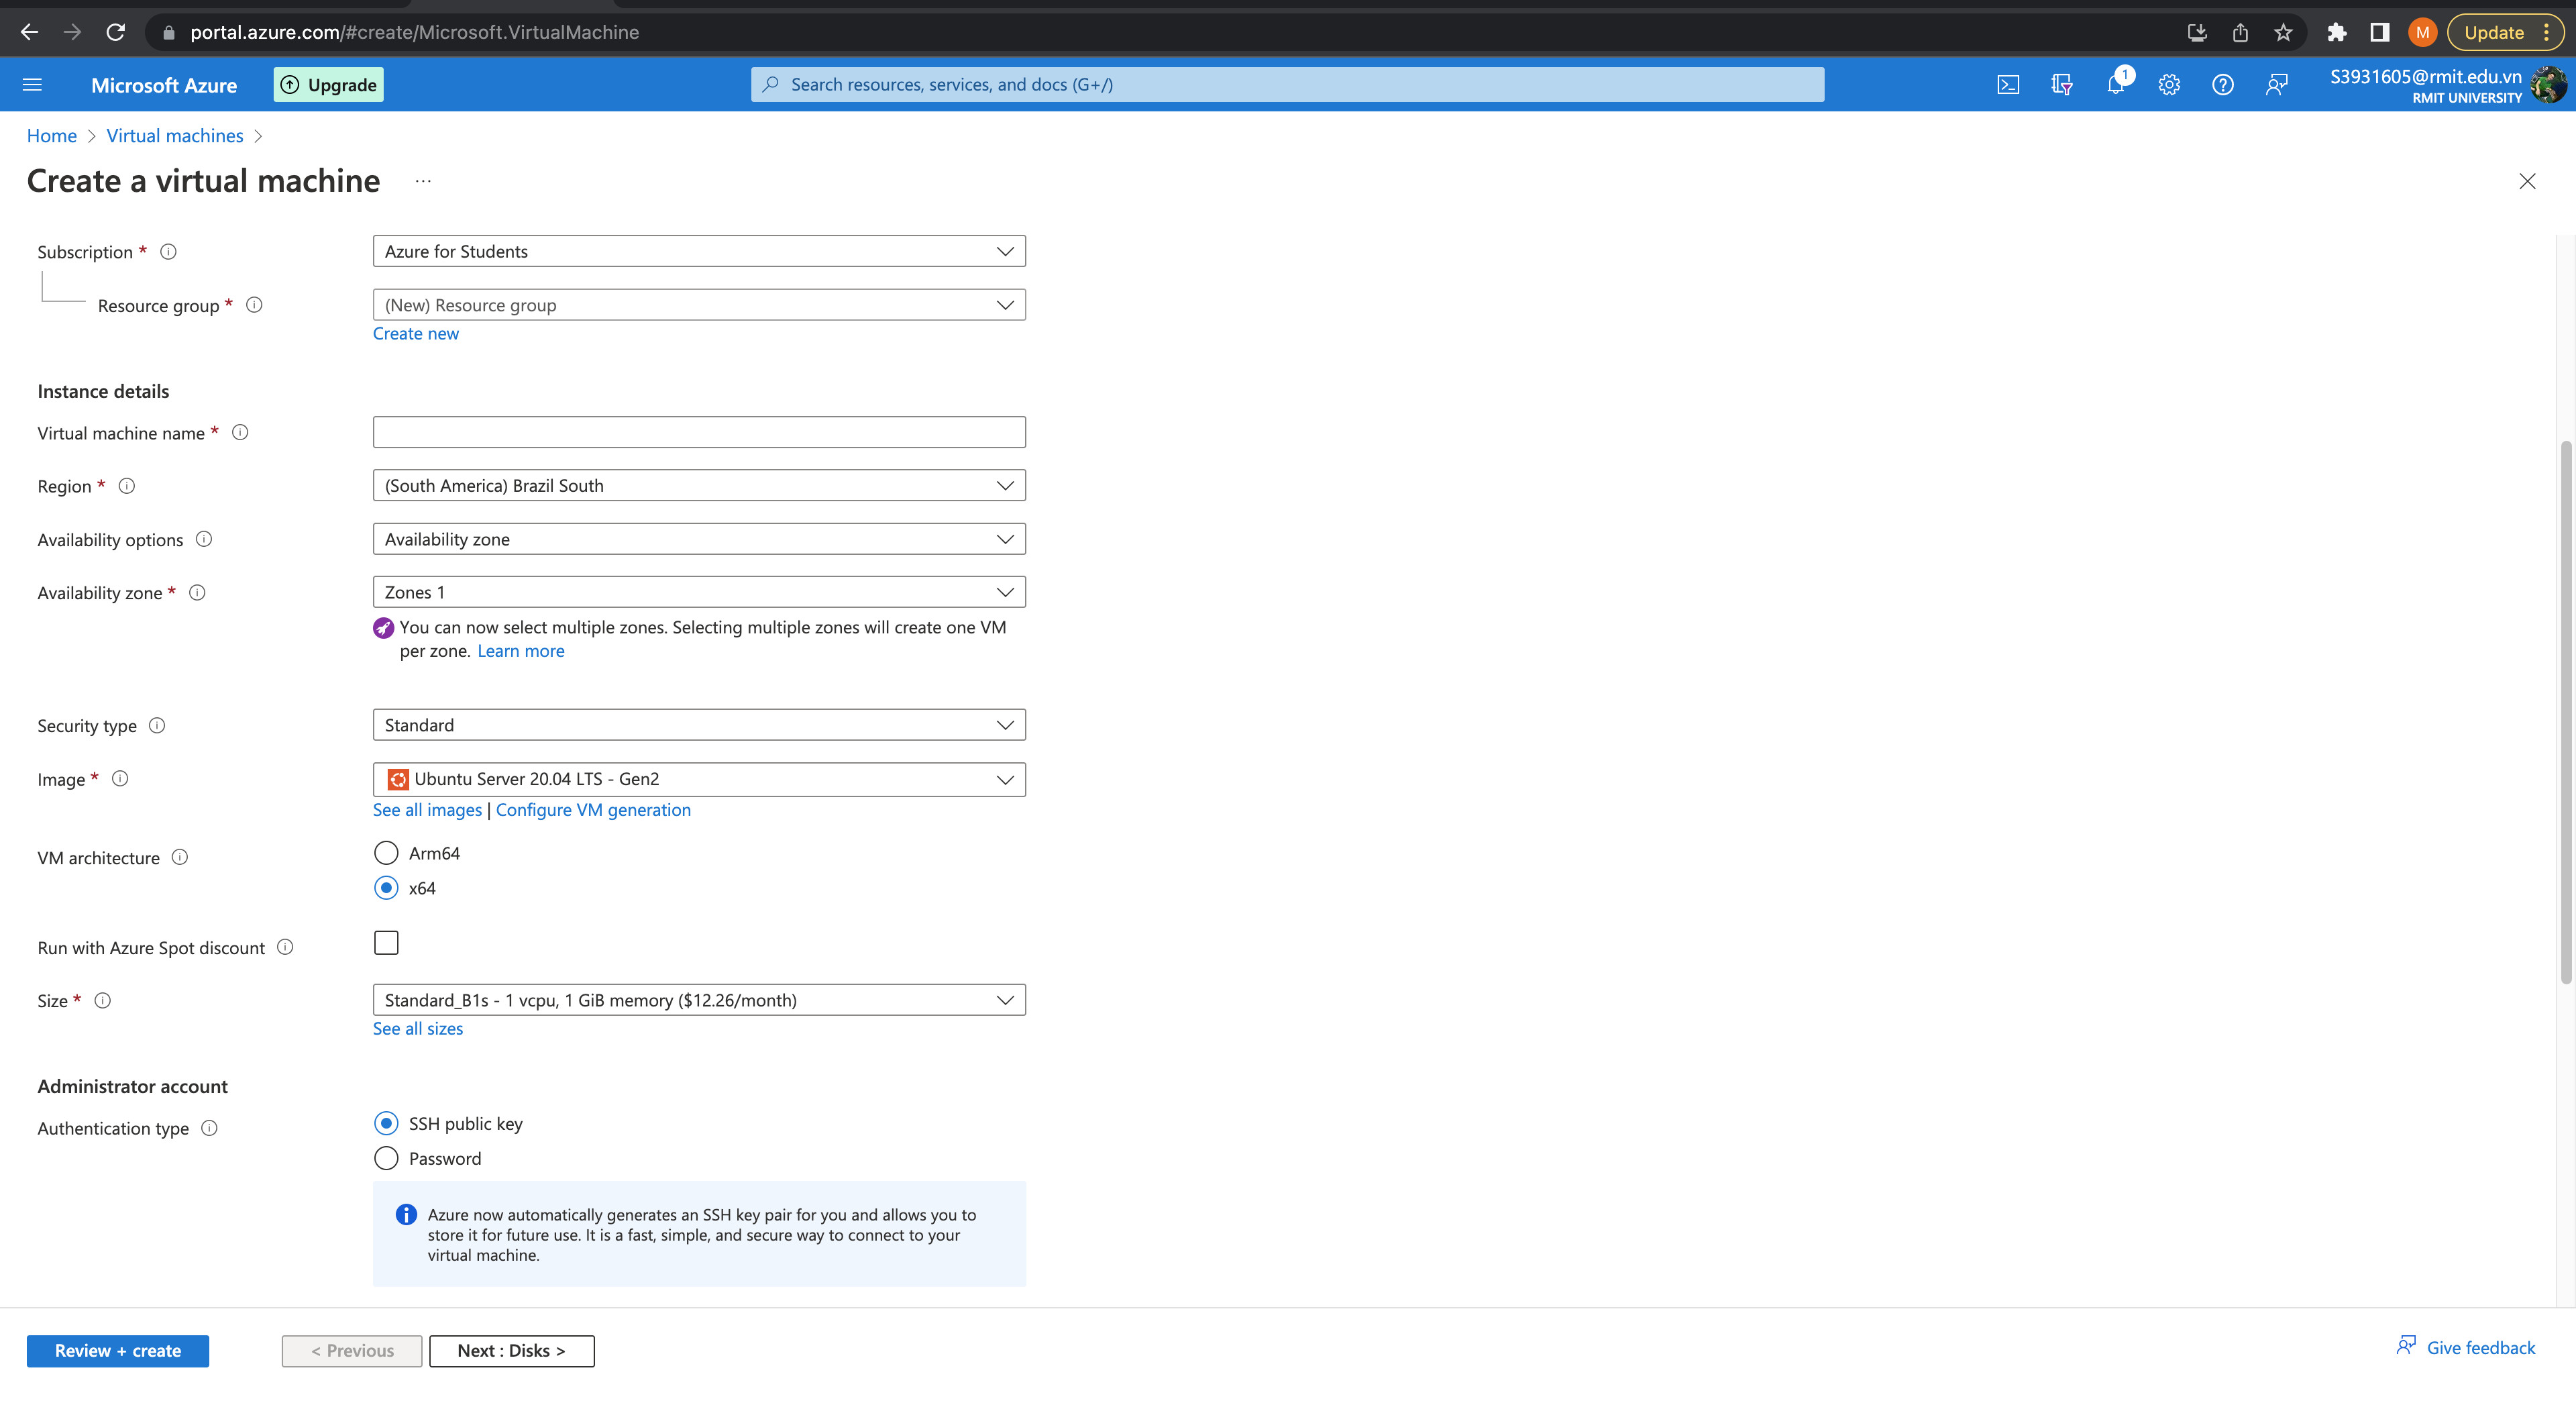 portal.azure.com/#create/Microsoft.VirtualMachine
M
Update
Microsoft Azure
Upgrade
Search resources, services, and docs (G+/)
1
S3931605@rmit.edu.vn
RMIT UNIVERSITY
Home > Virtual machines >
Create a virtual machine ...
Subscription * Azure for Students
Resource group * (New) Resource group
Create new
Instance details
Virtual machine name *
Region * (South America) Brazil South
Availability options Availability zone
Availability zone * Zones 1
You can now select multiple zones. Selecting multiple zones will create one VM
per zone. Learn more
Security type Standard
Image * Ubuntu Server 20.04 LTS - Gen2
See all images | Configure VM generation
VM architecture Arm64
x64
Run with Azure Spot discount
Size * Standard_B1s - 1 vcpu, 1 GiB memory ($12.26/month)
See all sizes
Administrator account
Authentication type SSH public key
Password
Azure now automatically generates an SSH key pair for you and allows you to
store it for future use. It is a fast, simple, and secure way to connect to your
virtual machine.
Review + create < Previous Next : Disks > Give feedback